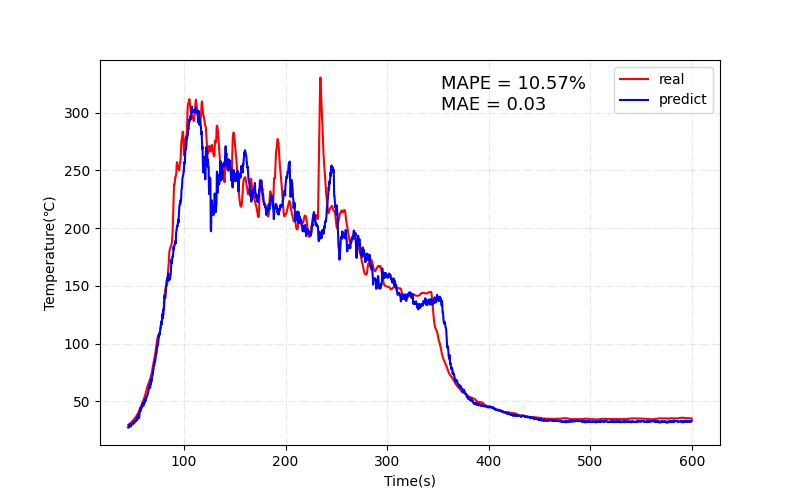 MAPE = 10.57%
MAE = 0.03
real
predict
Temperature(℃)
300
250
200
150
100
50
100 200 300 400 500 600
Time(s)